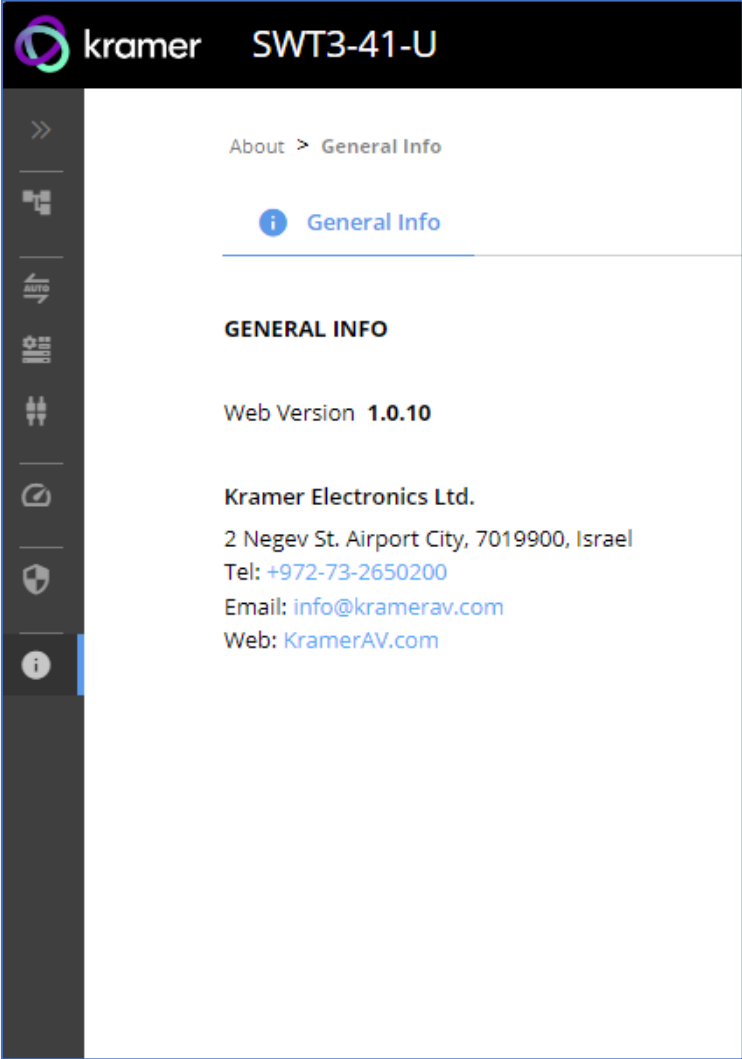 kramer SWT3-41-U
About > General Info
General Info
GENERAL INFO
AUTO
Web Version 1.0.10
Kramer Electronics Ltd.
2 Negev St. Airport City, 7019900, Israel
Tel: +972-73-2650200
Email: info@kramerav.com
Web: KramerAV.com